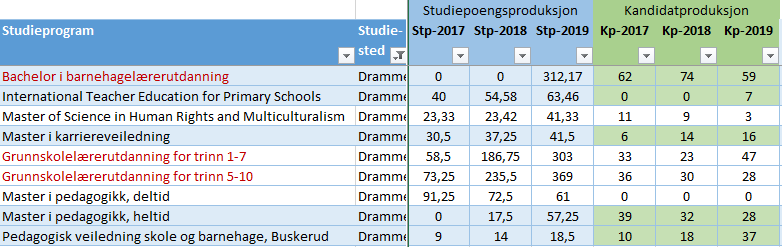 Studiepoengsproduksjon Kandidatproduksjon
Studieprogram Studie-sted Stp-2017 Stp-2018 Stp-2019 Kp-2017 Kp-2018 Kp-2019
Bachelor i barnehagelærerutdanning Dramme 0 0 312,17 62 74 59
International Teacher Education for Primary Schools Dramme 40 54,58 63,46 0 0 7
Master of Science in Human Rights and Multiculturalism Dramme 23,33 23,42 41,33 11 9 3
Master i karriereveiledning Dramme 30,5 37,25 41,5 6 14 16
Grunnskolelærerutdanning for trinn 1-7 Dramme 58,5 186,75 303 33 23 47
Grunnskolelærerutdanning for trinn 5-10 Dramme 73,25 235,5 369 36 30 28
Master i pedagogikk, deltid Dramme 91,25 72,5 61 0 0 0
Master i pedagogikk, heltid Dramme 0 17,5 57,25 39 32 28
Pedagogisk veiledning skole og barnehage, Buskerud Dramme 9 14 18,5 10 18 37